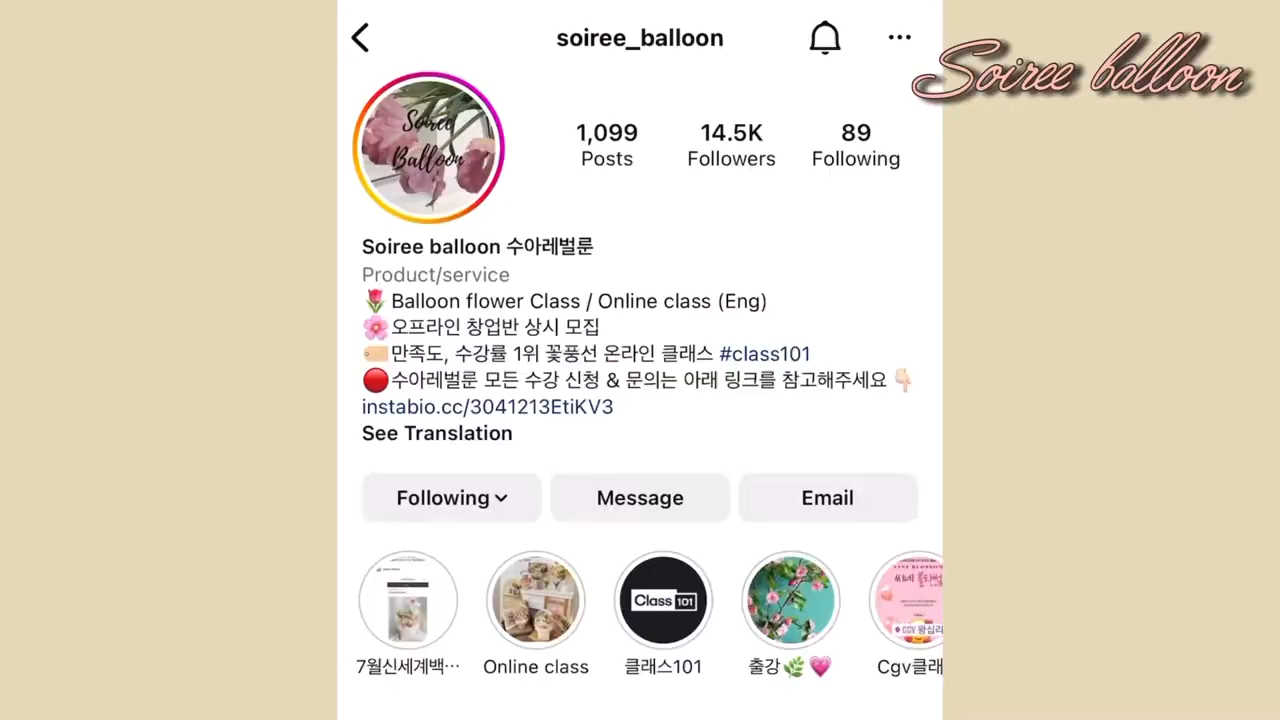 soiree_balloon
Soiree balloon
Soiree
Balloon
1,099
Posts
14.5K
Followers
89
Following
Soiree balloon 수아레벌룬
Product/service
🌷Balloon flower Class / Online class (Eng)
🌸오프라인 창업반 상시 모집
🏷️만족도, 수강률 1위 꽃풍선 온라인 클래스 #class101
🔴수아레벌룬 모든 수강 신청 & 문의는 아래 링크를 참고해주세요 👇🏻
instabio.cc/3041213EtiKV3
See Translation
Following
Message
Email
Class 101
CGV 왕십리
7월신세계백…
Online class
클래스101
출강🌿💗
Cgv클래